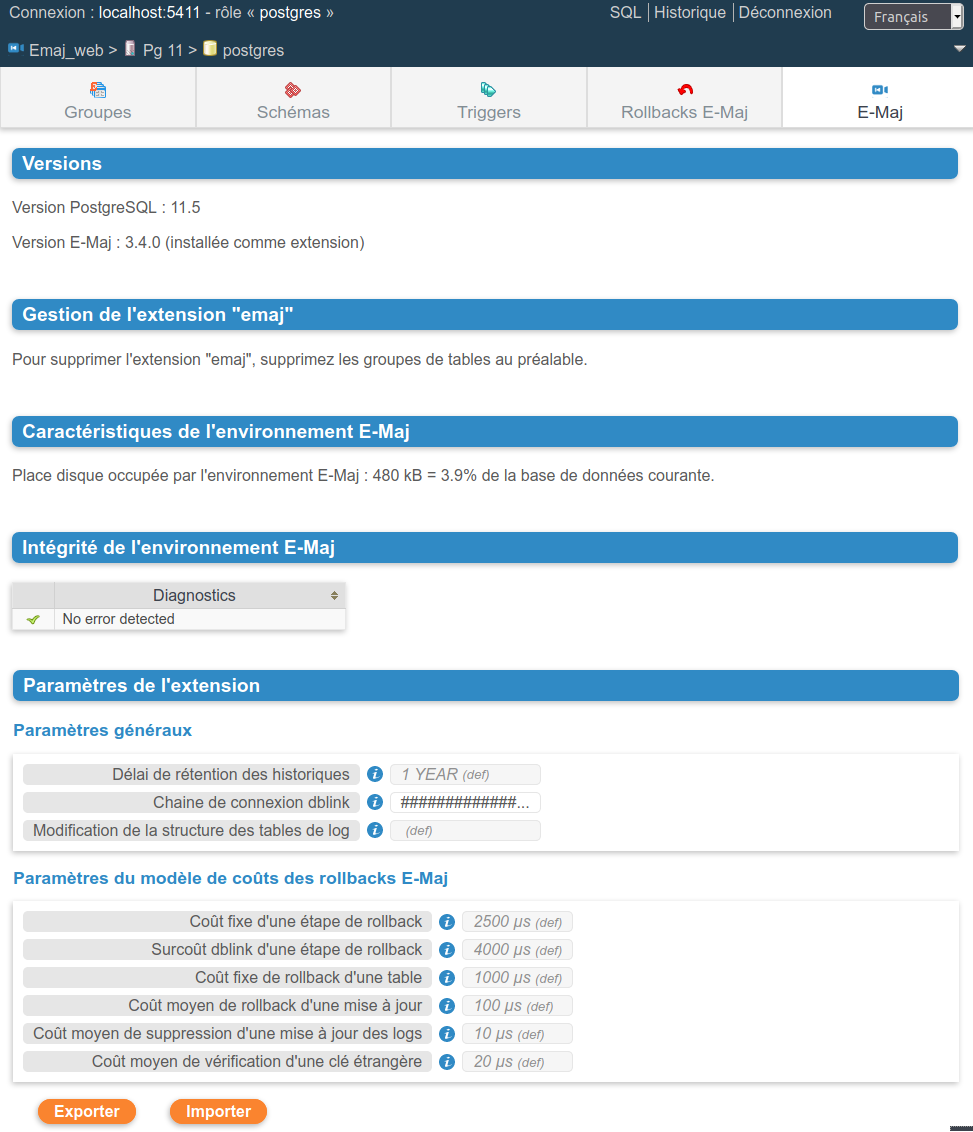 Connexion : localhost:5411 - rôle « postgres »
SQL | Historique | Déconnexion
Français
Emaj_web > Pg 11 > postgres
Groupes
Schémas
Triggers
Rollbacks E-Maj
E-Maj
Versions
Version PostgreSQL : 11.5
Version E-Maj : 3.4.0 (installée comme extension)
Gestion de l'extension "emaj"
Pour supprimer l'extension "emaj", supprimez les groupes de tables au préalable.
Caractéristiques de l'environnement E-Maj
Place disque occupée par l'environnement E-Maj : 480 kB = 3.9% de la base de données courante.
Intégrité de l'environnement E-Maj
Diagnostics
No error detected
Paramètres de l'extension
Paramètres généraux
Délai de rétention des historiques 1 YEAR (def)
Chaine de connexion dblink #############...
Modification de la structure des tables de log (def)
Paramètres du modèle de coûts des rollbacks E-Maj
Coût fixe d'une étape de rollback 2500 µs (def)
Surcoût dblink d'une étape de rollback 4000 µs (def)
Coût fixe de rollback d'une table 1000 µs (def)
Coût moyen de rollback d'une mise à jour 100 µs (def)
Coût moyen de suppression d'une mise à jour des logs 10 µs (def)
Coût moyen de vérification d'une clé étrangère 20 µs (def)
Exporter
Importer